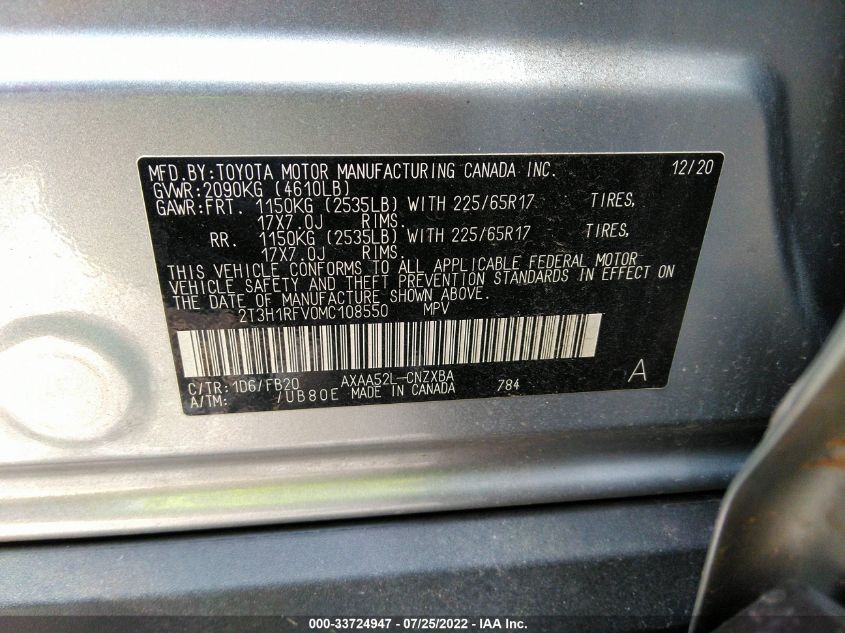 MFD.BY:TOYOTA MOTOR MANUFACTURING CANADA INC. 12/20
GVWR:2090KG (4610LB)
GAWR:FRT. 1150KG (2535LB) WITH 225/65R17 TIRES,
17X7.0J RIMS.
RR. 1150KG (2535LB) WITH 225/65R17 TIRES,
17X7.0J RIMS.
THIS VEHICLE CONFORMS TO ALL APPLICABLE FEDERAL MOTOR
VEHICLE SAFETY AND THEFT PREVENTION STANDARDS IN EFFECT ON
THE DATE OF MANUFACTURE SHOWN ABOVE.
2T3H1RFV0MC108550 MPV
C/TR:1D6/FB20 AXAA52L-CNZXBA 784 A
A/TM: /UB80E MADE IN CANADA
000-33724947 - 07/25/2022 - IAA Inc.